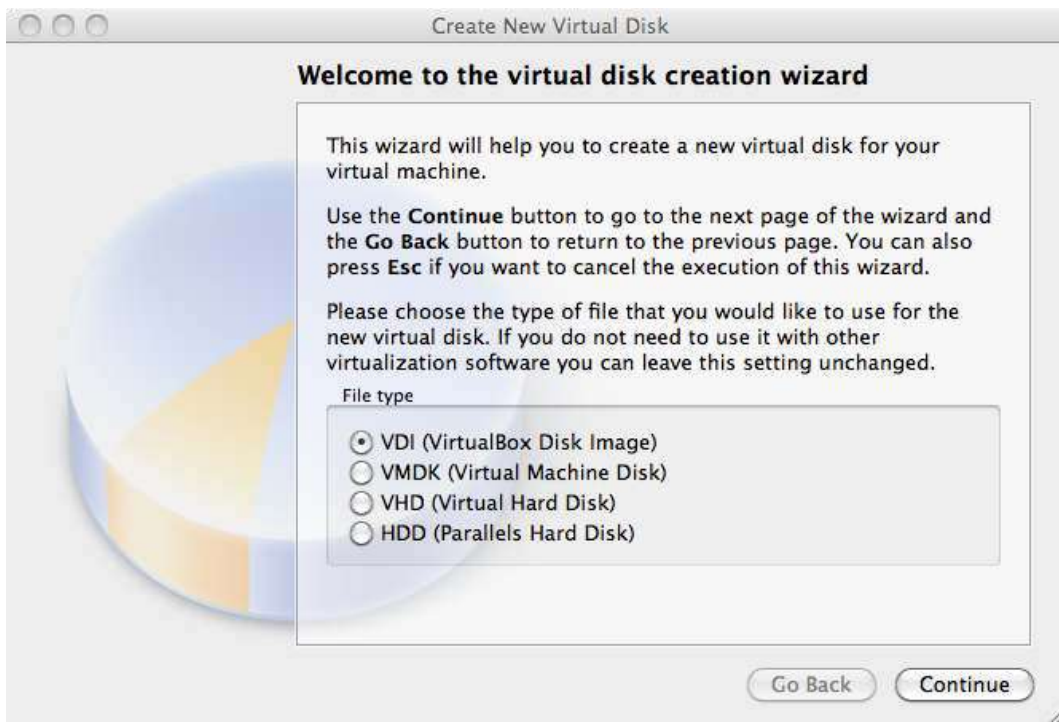 Create New Virtual Disk
Welcome to the virtual disk creation wizard
This wizard will help you to create a new virtual disk for your
virtual machine.
Use the Continue button to go to the next page of the wizard and
the Go Back button to return to the previous page. You can also
press Esc if you want to cancel the execution of this wizard.
Please choose the type of file that you would like to use for the
new virtual disk. If you do not need to use it with other
virtualization software you can leave this setting unchanged.
File type
VDI (VirtualBox Disk Image)
VMDK (Virtual Machine Disk)
VHD (Virtual Hard Disk)
HDD (Parallels Hard Disk)
Go Back
Continue